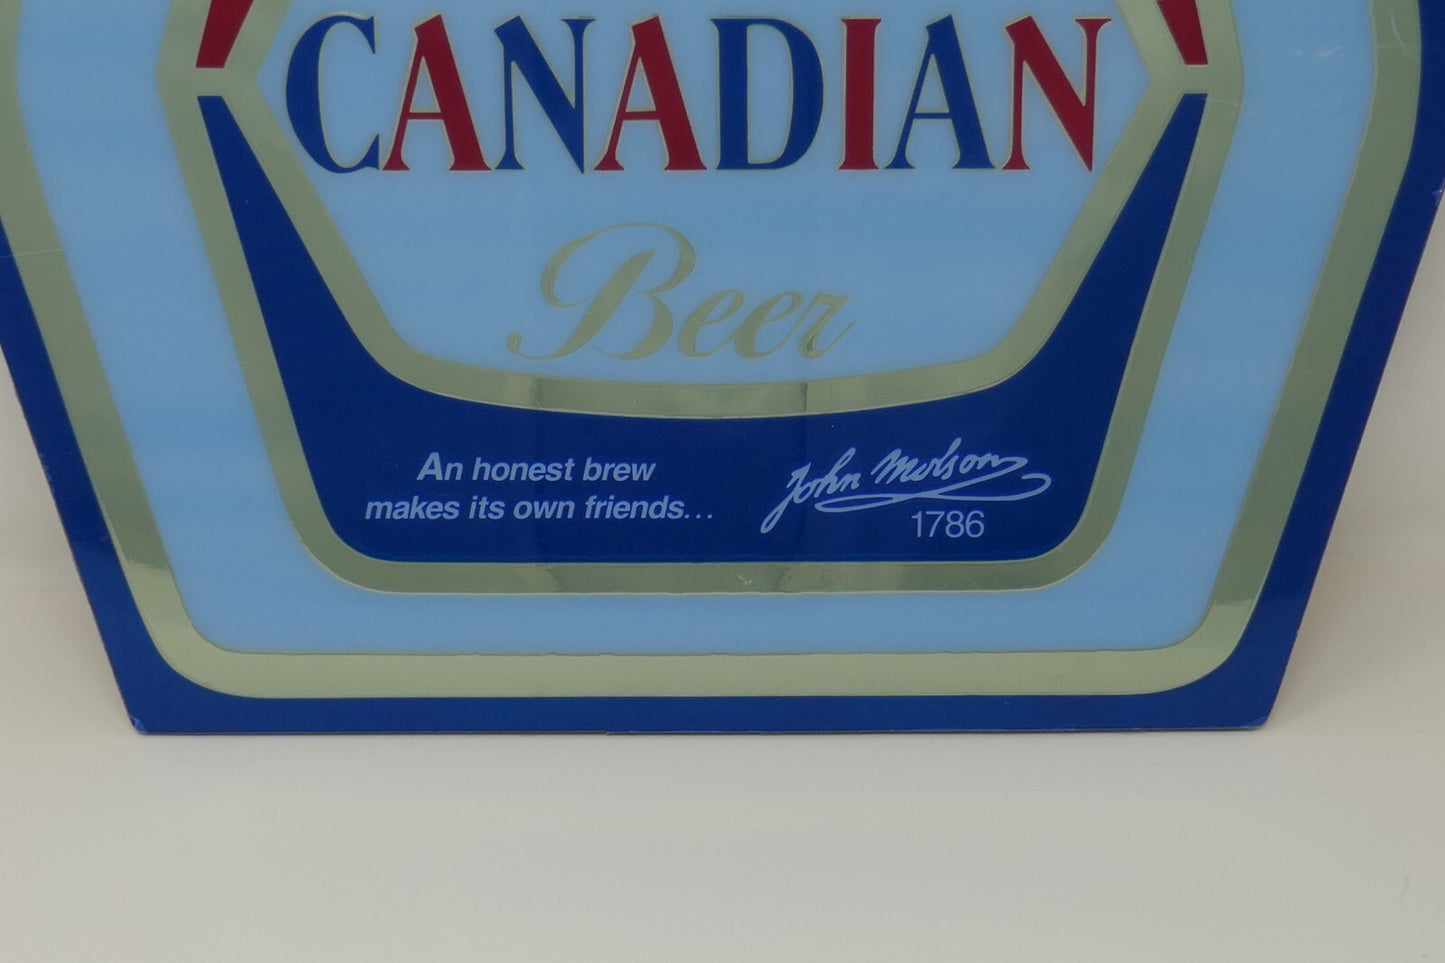 CANADIAN
Beer
An honest brew
makes its own friends...
John Molson
1786